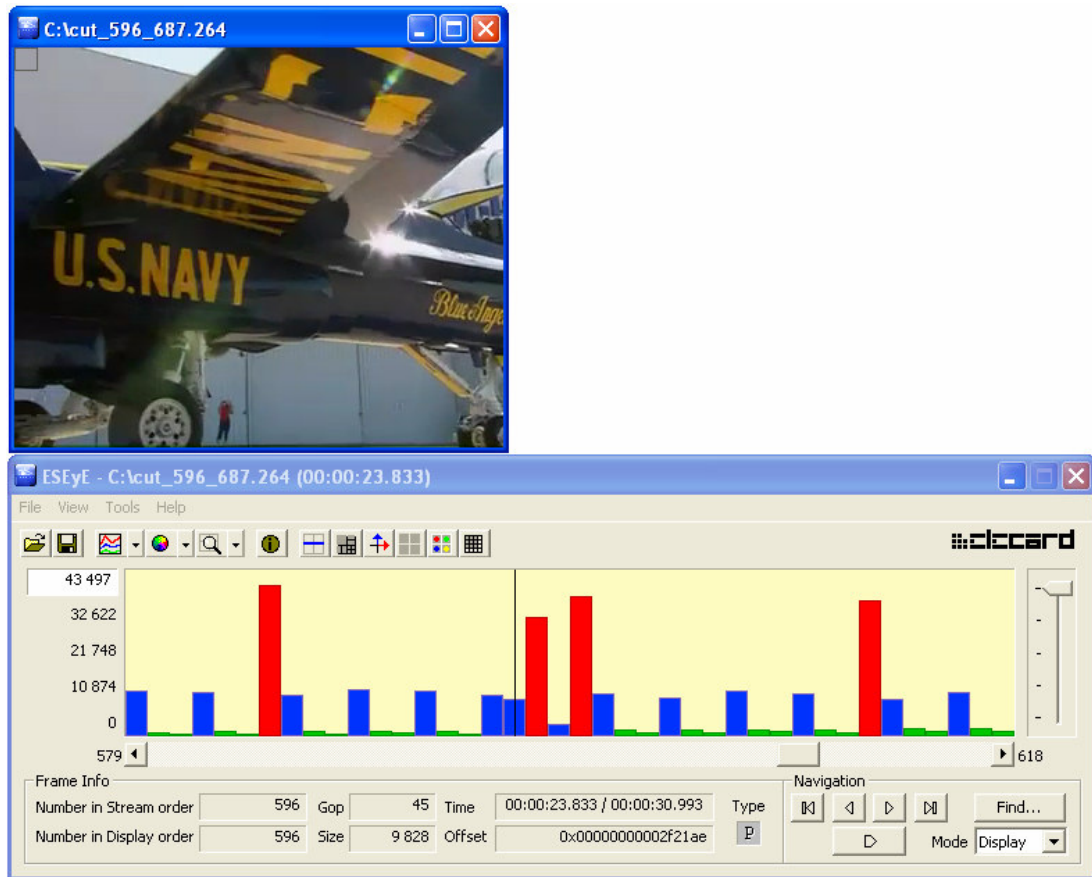 C:\cut_596_687.264
NAVY
U.S.NAVY
Blue Ange
ESEyE - C:\cut_596_687.264 (00:00:23.833)
File View Tools Help
elecard
43 497
32 622
21 748
10 874
0
579 618
Frame Info Navigation
Number in Stream order 596 Gop 45 Time 00:00:23.833 / 00:00:30.993 Type Find...
Number in Display order 596 Size 9 828 Offset 0x00000000002f21ae P Mode Display